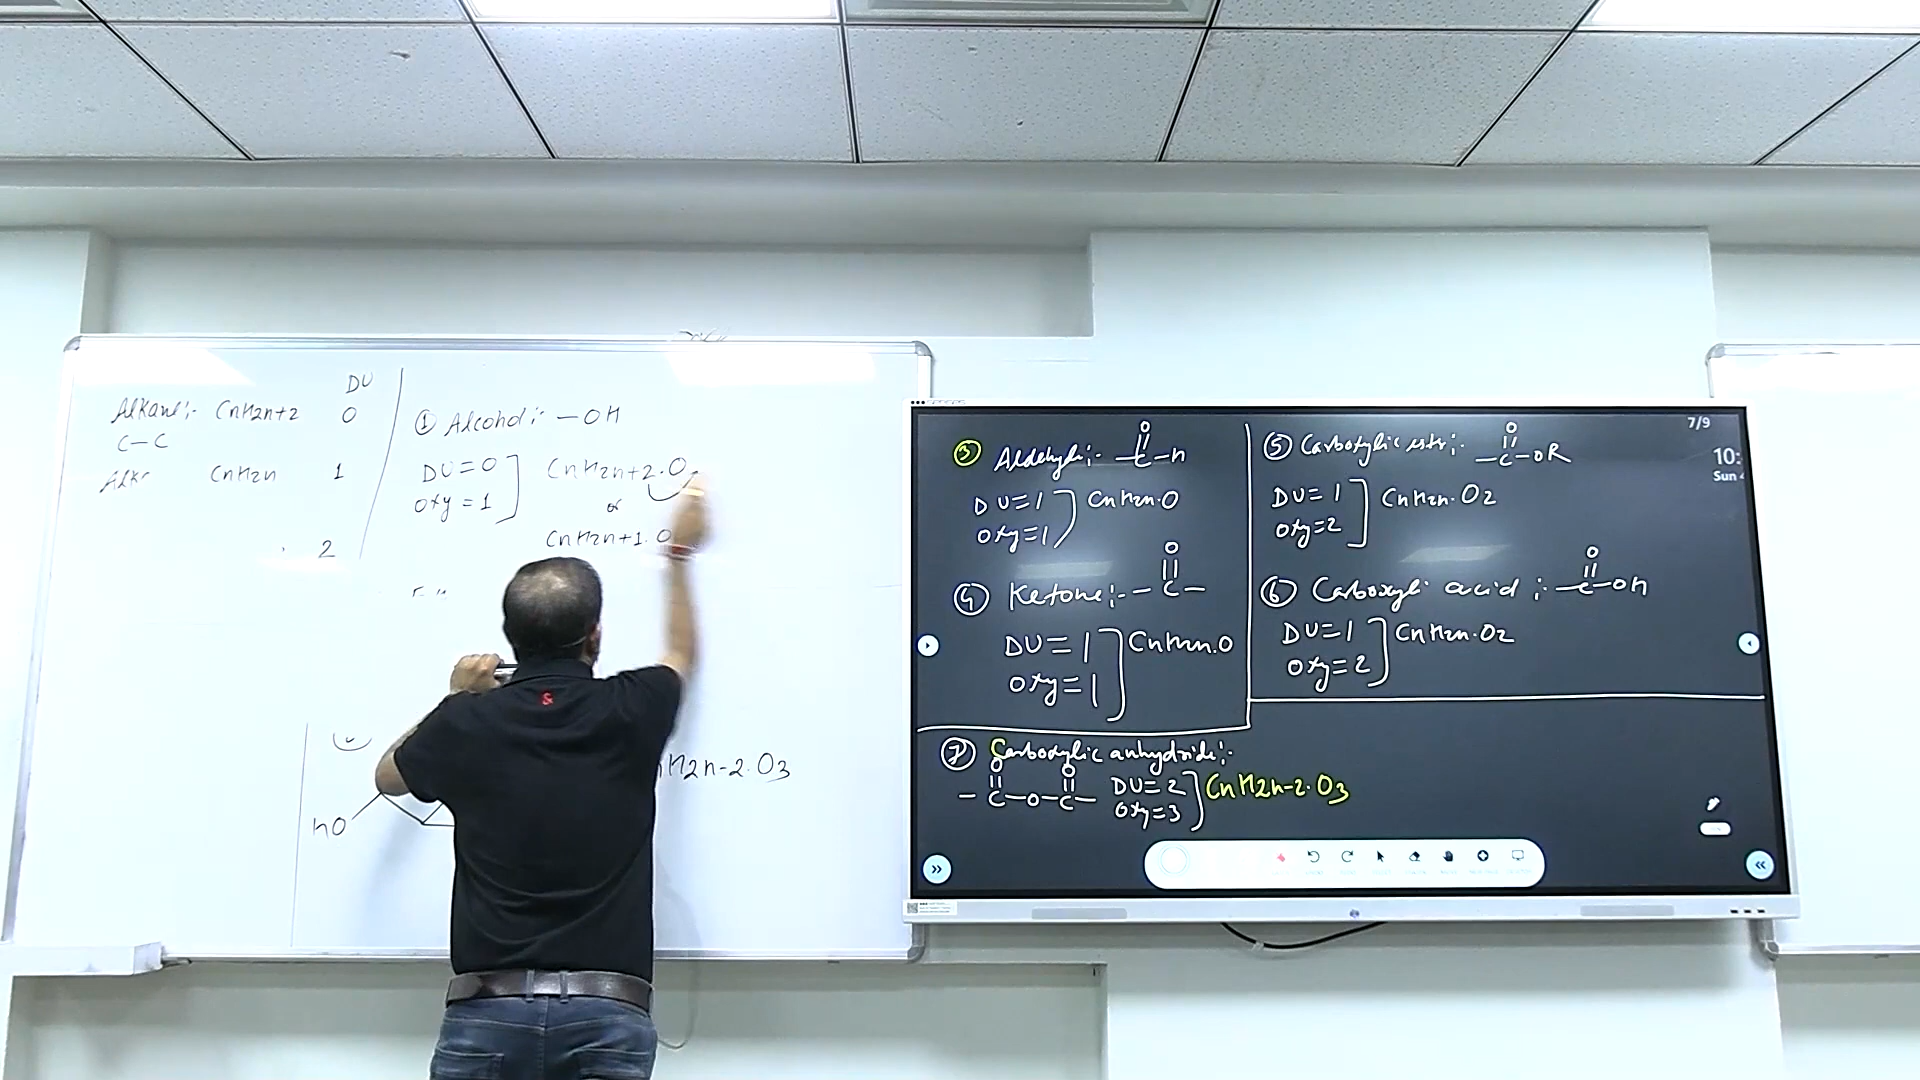 DU
Alkane:- CnH2n+2 0
C-C
Alke CnH2n 1
2
① Alcohol:- -OH
DU=0
oxy = 1
CnH2n+2.O
or
CnH2n+1.O
HO
H2n-2.O3
7/9
10:
Sun
③ Aldehyde:- -C-H
O
DU=1
oxy=1
CnH2n.O
④ Ketone:- -C-
O
DU=1
oxy=1
CnH2n.O
⑤ Carboxylic ester:- -C-OR
O
DU=1
oxy=2
CnH2n.O2
⑥ Carboxylic acid:- -C-OH
O
DU=1
oxy=2
CnH2n.O2
⑦ Carboxylic anhydride:-
O O
-C-O-C-
DU=2
oxy=3
CnH2n-2.O3